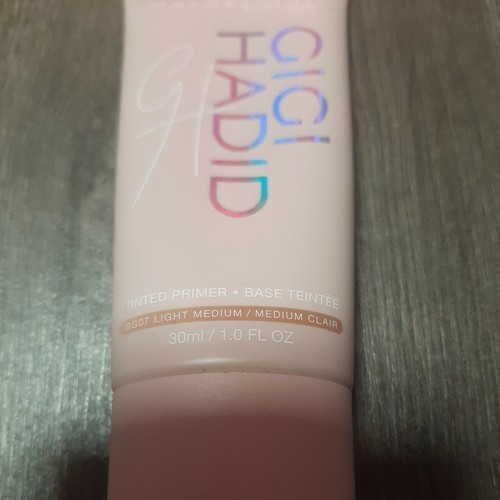 GIGI
HADID
GH
TINTED PRIMER • BASE TEINTÉE
GG07 LIGHT MEDIUM / MEDIUM CLAIR
30ml / 1.0 FL OZ